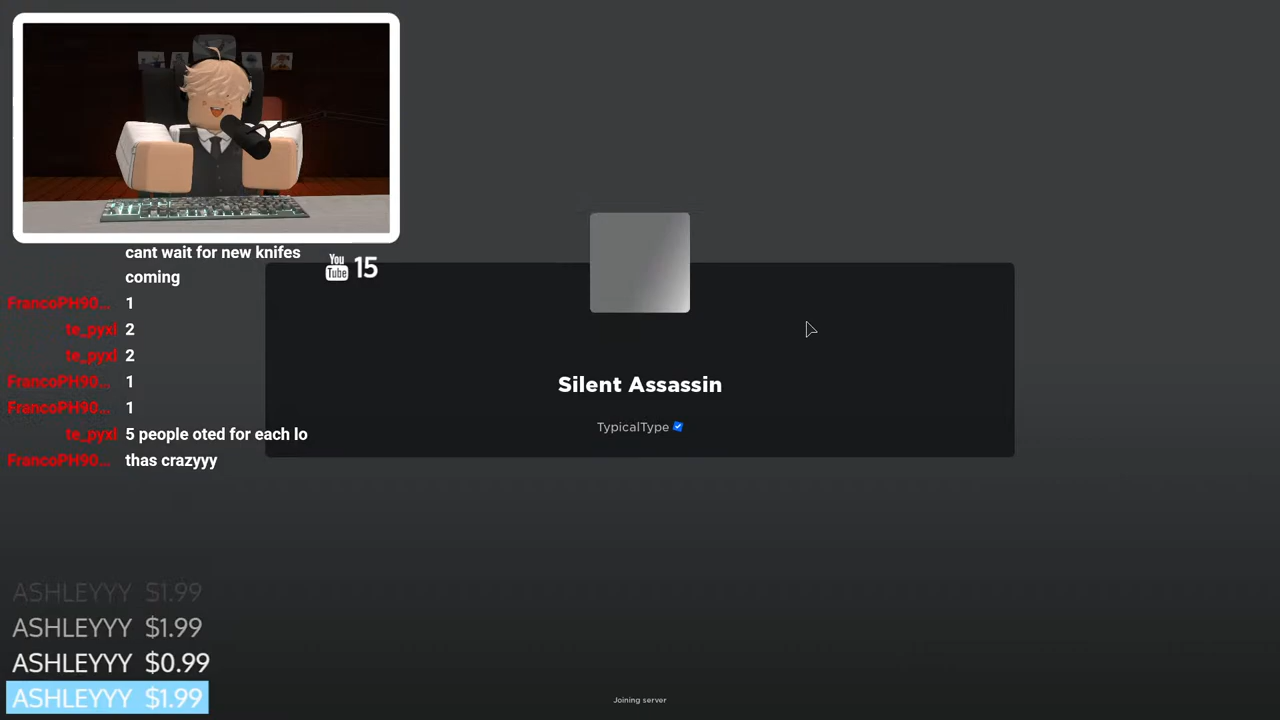 cant wait for new knifes
coming
You
Tube 15
FrancoPH90... 1
te_pyxl 2
te_pyxl 2
FrancoPH90... 1
FrancoPH90... 1
te_pyxl 5 people oted for each lo
FrancoPH90... thas crazyyy
Silent Assassin
TypicalType
ASHLEYYY $1.99
ASHLEYYY $1.99
ASHLEYYY $0.99
ASHLEYYY $1.99
Joining server